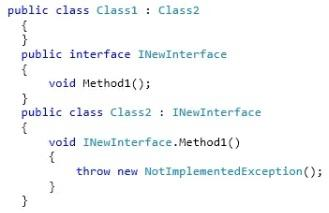 public class Class1 : Class2
{
}
public interface INewInterface
{
void Method1();
}
public class Class2 : INewInterface
{
void INewInterface.Method1()
{
throw new NotImplementedException();
}
}